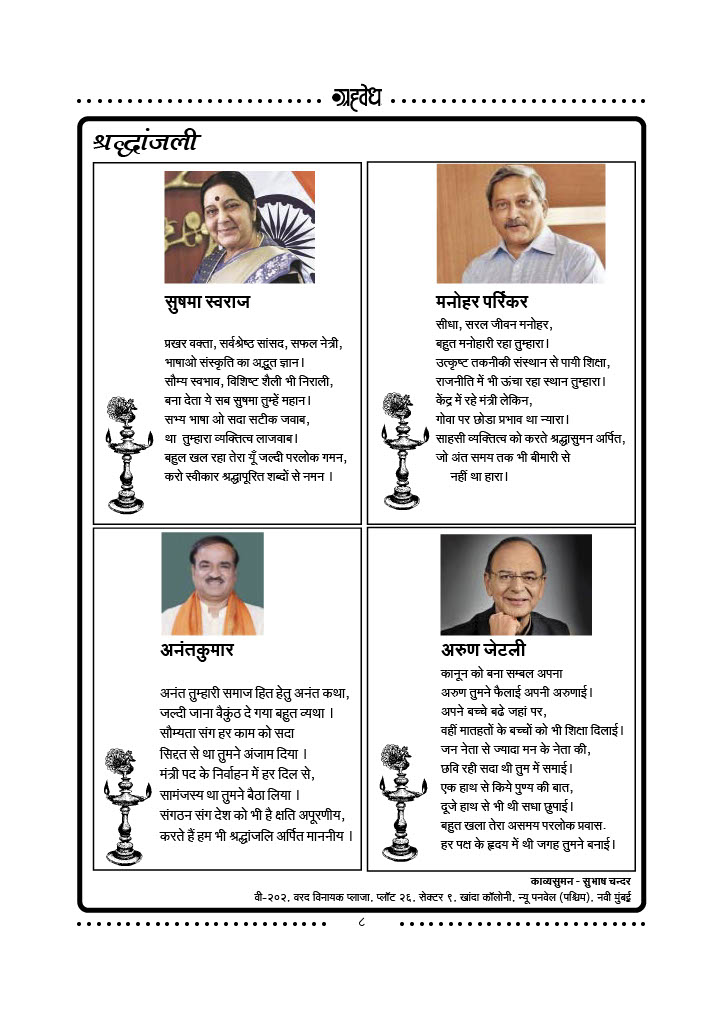 ग्रहवेध
श्रद्धांजली
सुषमा स्वराज
प्रखर वक्ता, सर्वश्रेष्ठ सांसद, सफल नेत्री,
भाषाओ संस्कृति का अद्भूत ज्ञान।
सौम्य स्वभाव, विशिष्ट शैली भी निराली,
बना देता ये सब सुषमा तुम्हें महान।
सभ्य भाषा ओ सदा सटीक जवाब,
था तुम्हारा व्यक्तित्व लाजवाब।
बहुल खल रहा तेरा यूँ जल्दी परलोक गमन,
करो स्वीकार श्रद्धापूरित शब्दों से नमन ।
मनोहर पर्रिकर
सीधा, सरल जीवन मनोहर,
बहुत मनोहारी रहा तुम्हारा।
उत्कृष्ट तकनीकी संस्थान से पायी शिक्षा,
राजनीति में भी ऊंचा रहा स्थान तुम्हारा।
केंद्र में रहे मंत्री लेकिन,
गोवा पर छोडा प्रभाव था न्यारा।
साहसी व्यक्तित्व को करते श्रद्धासुमन अर्पित,
जो अंत समय तक भी बीमारी से
नहीं था हारा।
अनंतकुमार
अनंत तुम्हारी समाज हित हेतु अनंत कथा,
जल्दी जाना वैकुंठ दे गया बहुत व्यथा ।
सौम्यता संग हर काम को सदा
सिद्दत से था तुमने अंजाम दिया ।
मंत्री पद के निर्वाहन में हर दिल से,
सामंजस्य था तुमने बैठा लिया ।
संगठन संग देश को भी है क्षति अपूरणीय,
करते हैं हम भी श्रद्धांजलि अर्पित माननीय ।
अरुण जेटली
कानून को बना सम्बल अपना
अरुण तुमने फैलाई अपनी अरुणाई।
अपने बच्चे बढे जहां पर,
वहीं मातहतों के बच्चों को भी शिक्षा दिलाई।
जन नेता से ज्यादा मन के नेता की,
छवि रही सदा थी तुम में समाई।
एक हाथ से किये पुण्य की बात,
दूजे हाथ से भी थी सधा छुपाई।
बहुत खला तेरा असमय परलोक प्रवास.
हर पक्ष के हृदय में थी जगह तुमने बनाई।
काव्यसुमन - सुभाष चन्दर
वी-२०२, वरद विनायक प्लाजा, प्लॉट २६, सेक्टर ९, खांदा कॉलोनी, न्यू पनवेल (पश्चिम), नवी मुंबई
८